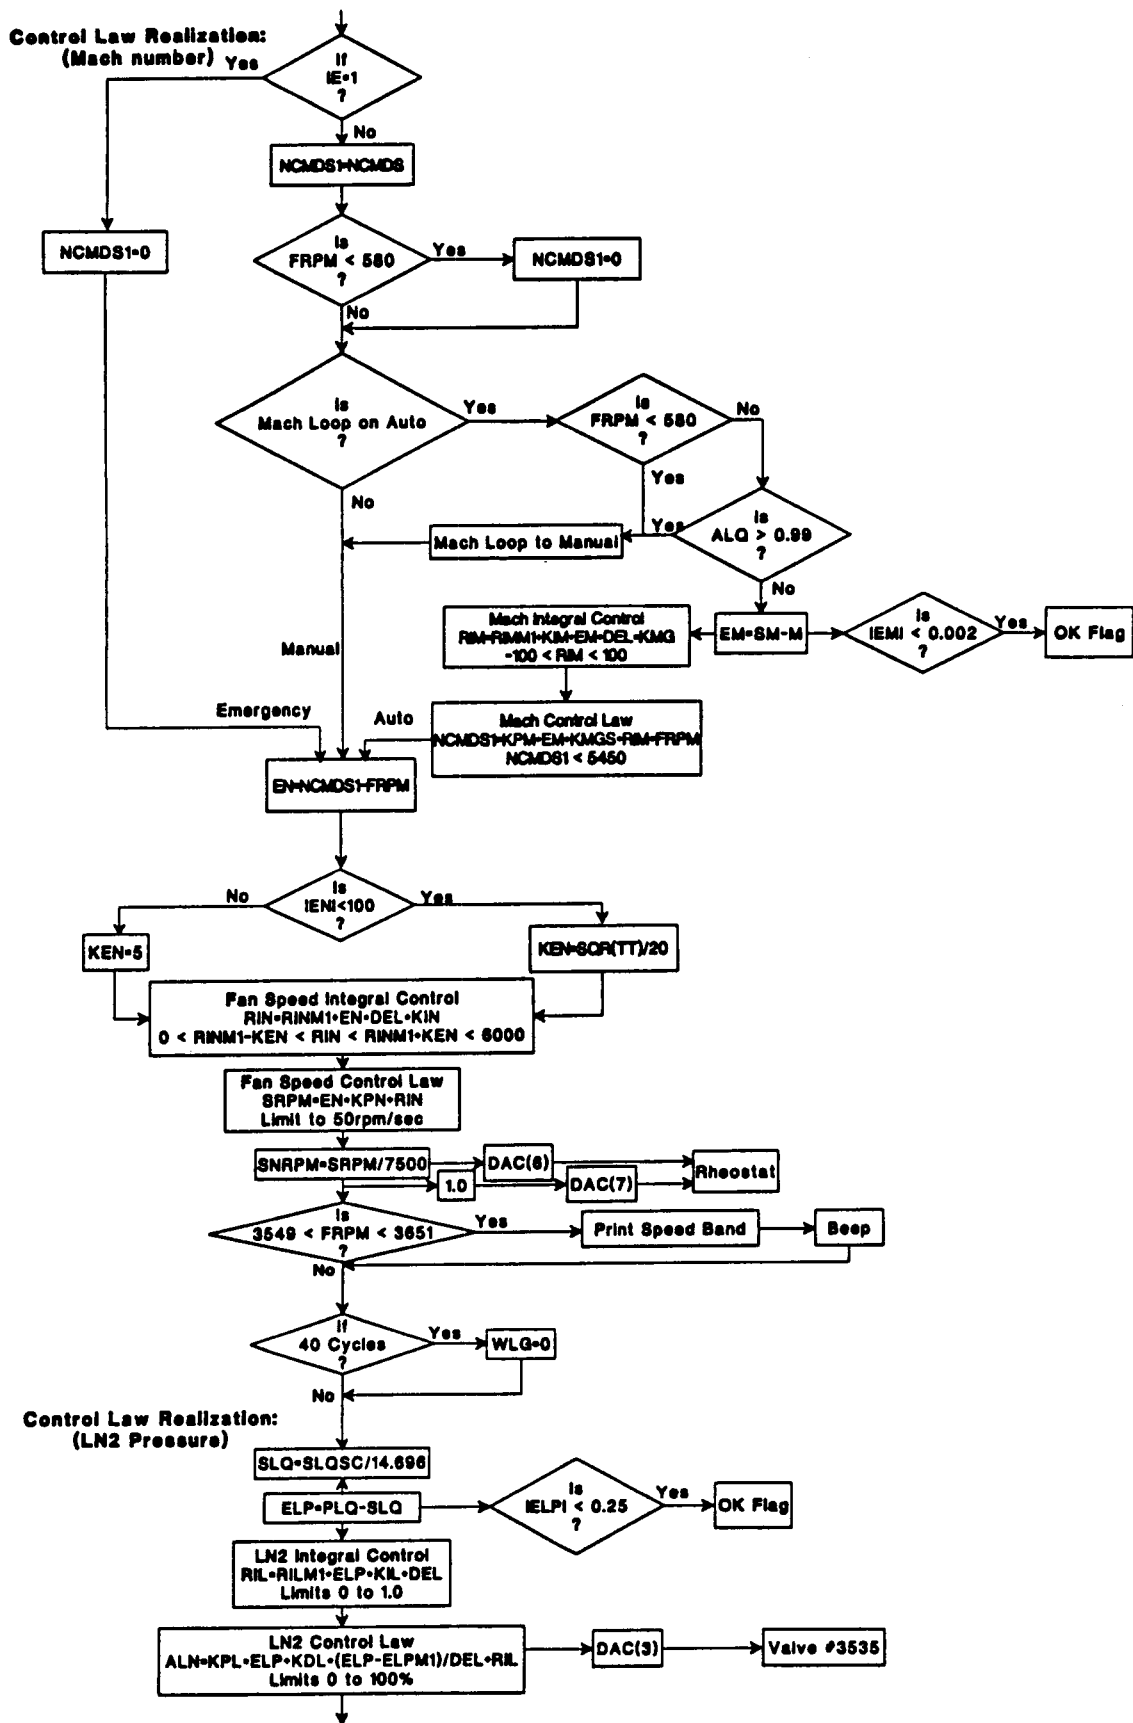 Control Law Realization:
(Mach number)
If
IE=1
?
Yes
No
NCMDS1=NCMDS
NCMDS1=0
Is
FRPM < 580
?
Yes
NCMDS1=0
No
Is
Mach Loop on Auto
?
Yes
Is
FRPM < 580
?
No
Yes
No
Is
ALQ > 0.99
?
Yes
Mach Loop to Manual
No
Mach Integral Control
RIM=RIMM1+KIM*EM*DEL*KMG
-100 < RIM < 100
EM=SM-M
Is
|EM| < 0.002
?
Yes
OK Flag
Manual
Emergency
Auto
Mach Control Law
NCMDS1=KPM*EM*KMGS+RIM+FRPM
NCMDS1 < 5450
EN=NCMDS1-FRPM
Is
|EN|<100
?
No
Yes
KEN=5
KEN=SQR(TT)/20
Fan Speed Integral Control
RIN=RINM1+EN*DEL*KIN
0 < RINM1-KEN < RIN < RINM1+KEN < 6000
Fan Speed Control Law
SRPM=EN*KPN+RIN
Limit to 50rpm/sec
SNRPM=SRPM/7500
DAC(6)
Rheostat
1.0
DAC(7)
Is
3549 < FRPM < 3651
?
Yes
Print Speed Band
Beep
No
If
40 Cycles
?
Yes
WLG=0
No
Control Law Realization:
(LN2 Pressure)
SLQ=SLQSC/14.696
ELP=PLQ-SLQ
Is
|ELP| < 0.25
?
Yes
OK Flag
LN2 Integral Control
RIL=RILM1+ELP*KIL*DEL
Limits 0 to 1.0
LN2 Control Law
ALN=KPL*ELP+KDL*(ELP-ELPM1)/DEL+RIL
Limits 0 to 100%
DAC(3)
Valve #3535